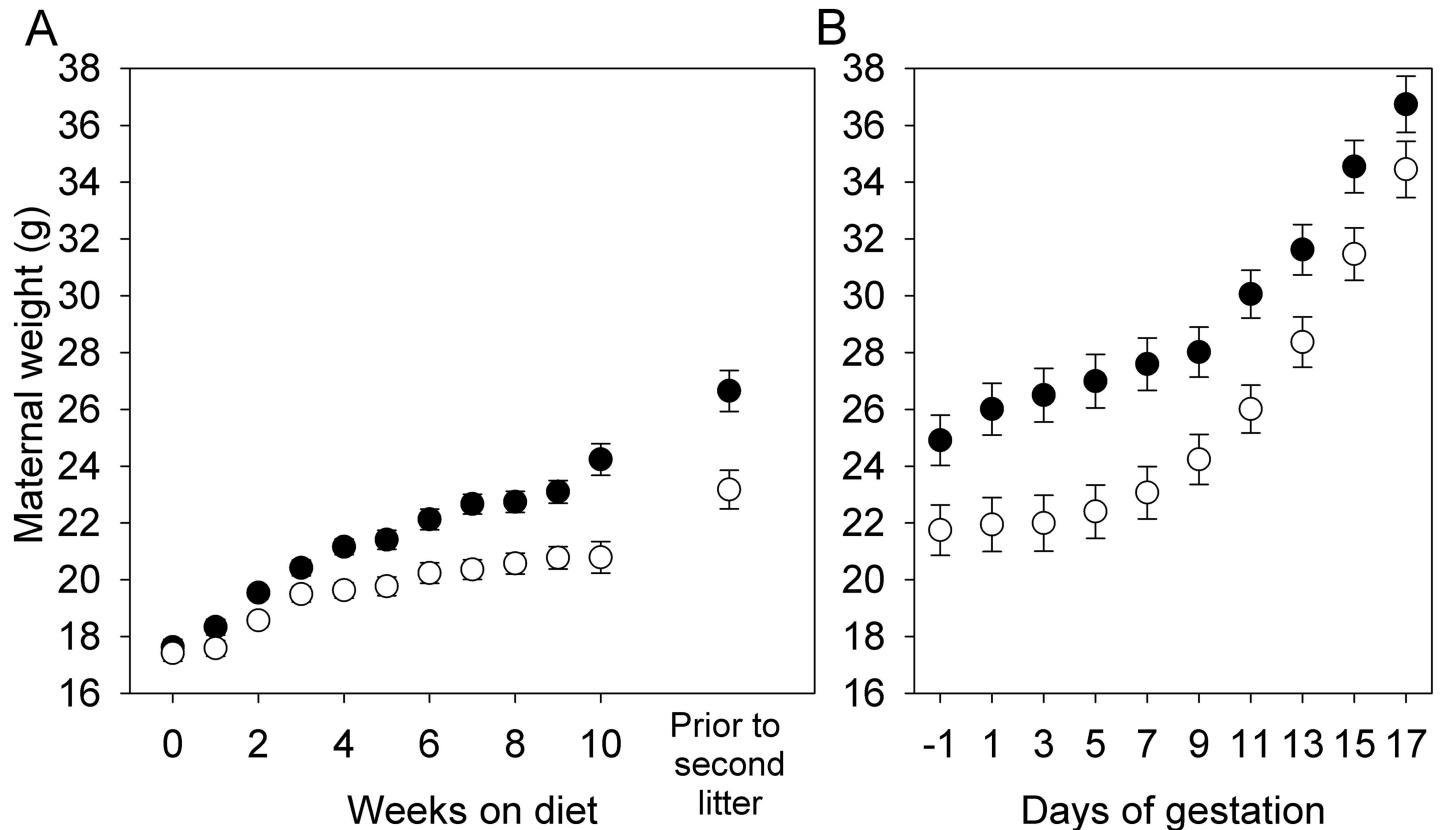 A
B
Maternal weight (g)
38
36
34
32
30
28
26
24
22
20
18
16
0 2 4 6 8 10
Prior to
second
litter
Weeks on diet
38
36
34
32
30
28
26
24
22
20
18
16
-1 1 3 5 7 9 11 13 15 17
Days of gestation